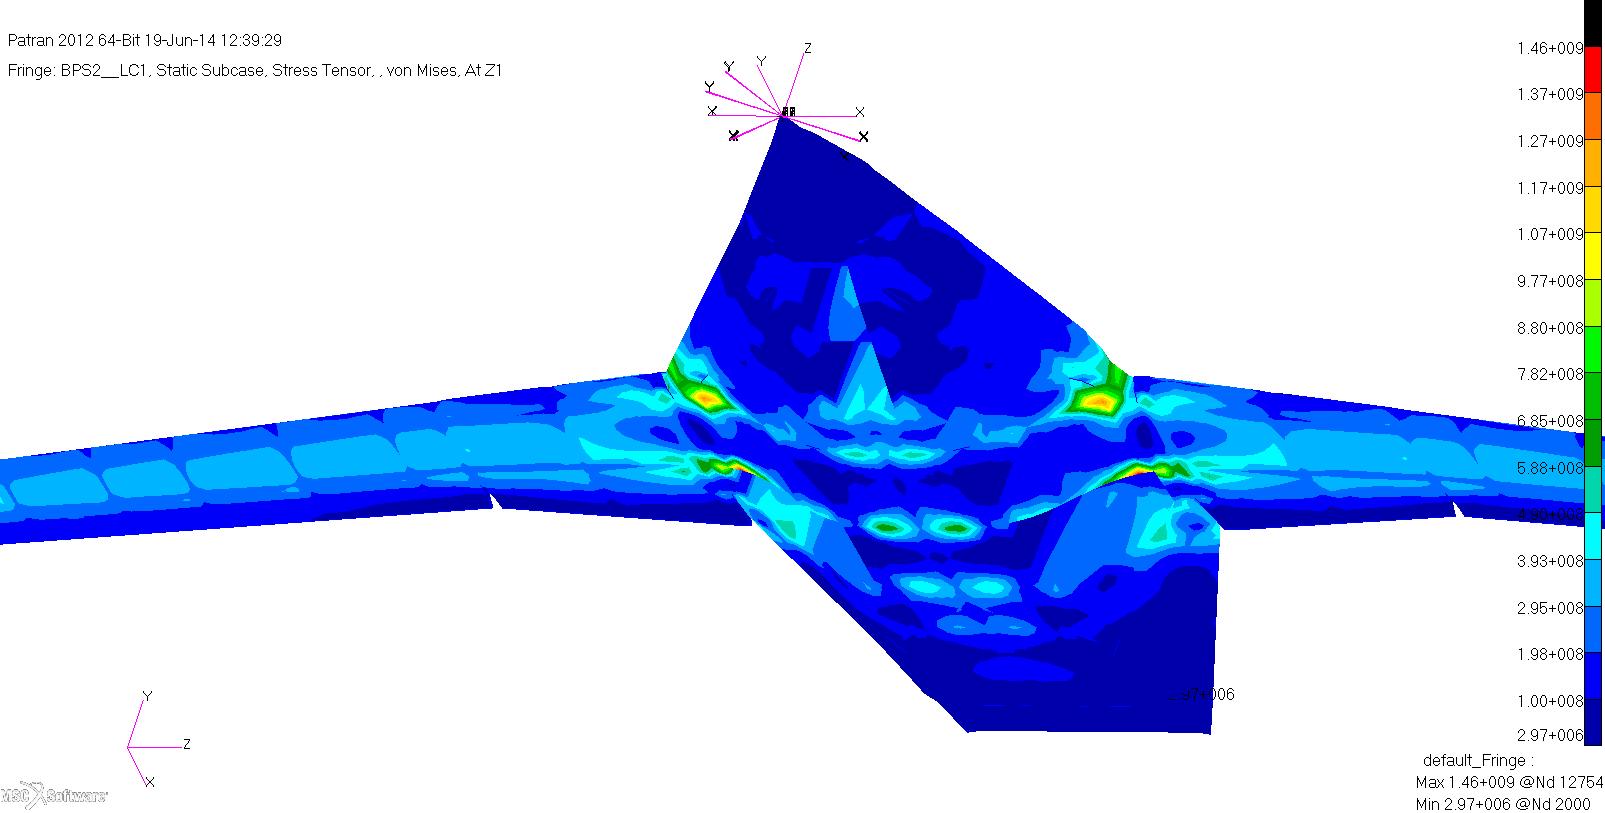 Patran 2012 64-Bit 19-Jun-14 12:39:29
Fringe: BPS2__LC1, Static Subcase, Stress Tensor, , von Mises, At Z1
Z
Y
Y
Y
X
X
X
X
1.46+009
1.37+009
1.27+009
1.17+009
1.07+009
9.77+008
8.80+008
7.82+008
6.85+008
5.88+008
4.90+008
3.93+008
2.95+008
1.98+008
1.00+008
2.97+006
2.97+006
Y
Z
X
MSC Software
default_Fringe :
Max 1.46+009 @Nd 12754
Min 2.97+006 @Nd 2000